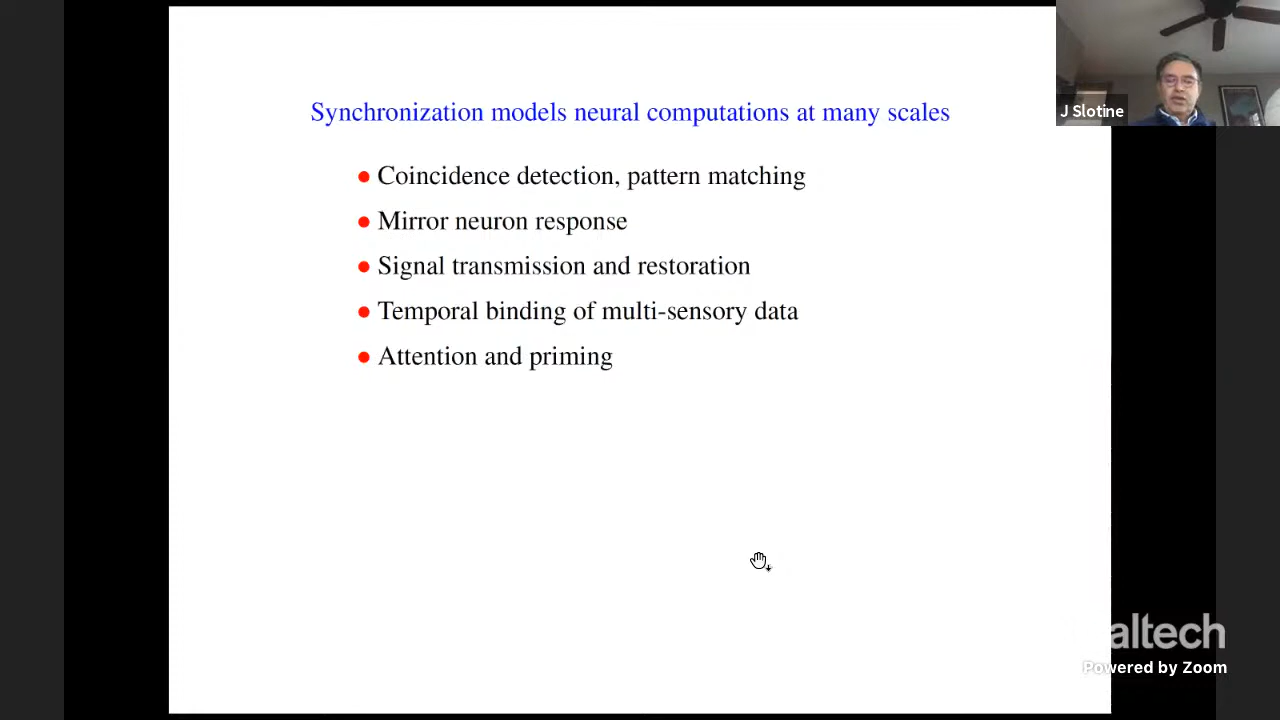 Synchronization models neural computations at many scales
Coincidence detection, pattern matching
Mirror neuron response
Signal transmission and restoration
Temporal binding of multi-sensory data
Attention and priming
J Slotine
altech
Powered by Zoom